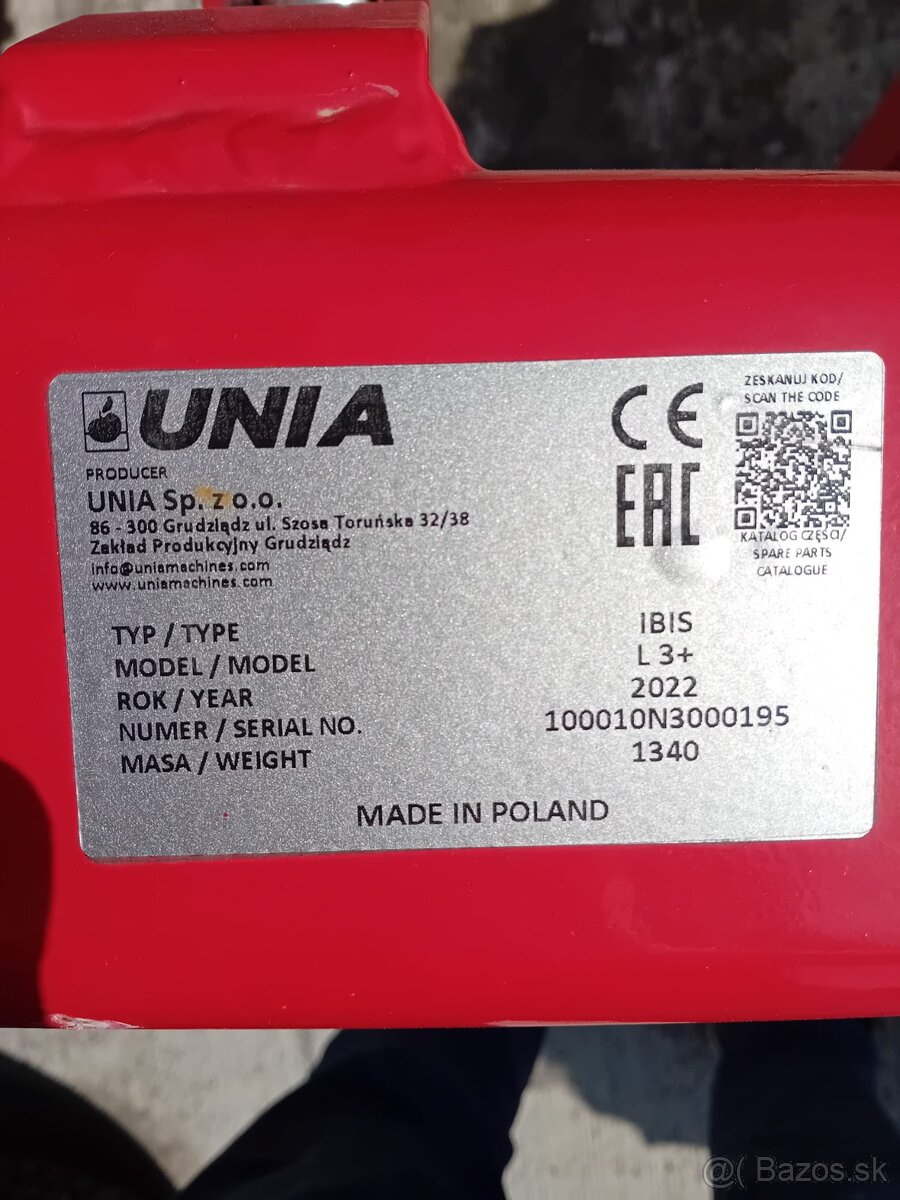 UNIA
CE
EAC
ZESKANUJ KOD/
SCAN THE CODE
KATALOG CZĘŚCI/
SPARE PARTS
CATALOGUE
PRODUCER
UNIA Sp. z o.o.
86 - 300 Grudziądz ul. Szosa Toruńska 32/38
Zakład Produkcyjny Grudziądz
info@uniamachines.com
www.uniamachines.com
TYP / TYPE IBIS
MODEL / MODEL L 3+
ROK / YEAR 2022
NUMER / SERIAL NO. 100010N3000195
MASA / WEIGHT 1340
MADE IN POLAND
@( Bazos.sk